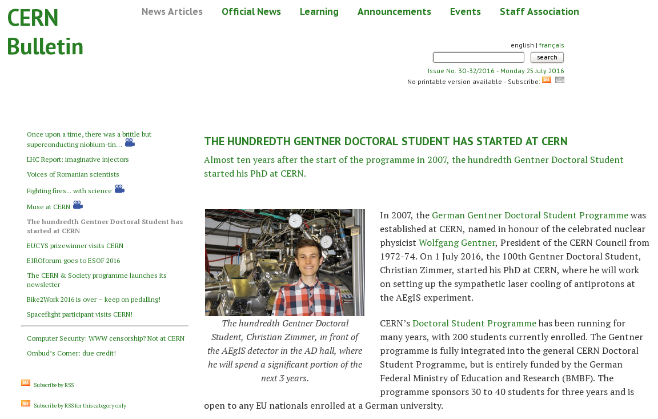 CERN
Bulletin
News Articles Official News Learning Announcements Events Staff Association
english | français
search
Issue No. 30-32/2016 - Monday 25 July 2016
No printable version available - Subscribe:
Once upon a time, there was a brittle but
superconducting niobium-tin…
LHC Report: imaginative injectors
Voices of Romanian scientists
Fighting fires… with science
Muse at CERN
The hundredth Gentner Doctoral Student has
started at CERN
EUCYS prizewinner visits CERN
EIROforum goes to ESOF 2016
The CERN & Society programme launches its
newsletter
Bike2Work 2016 is over – keep on pedalling!
Spaceflight participant visits CERN!
Computer Security: WWW censorship? Not at CERN
Ombud's Corner: due credit!
Subscribe by RSS
Subscribe by RSS for this category only
THE HUNDREDTH GENTNER DOCTORAL STUDENT HAS STARTED AT CERN
Almost ten years after the start of the programme in 2007, the hundredth Gentner Doctoral Student
started his PhD at CERN.
The hundredth Gentner Doctoral
Student, Christian Zimmer, in front of
the AEgIS detector in the AD hall, where
he will spend a significant portion of the
next 3 years.
In 2007, the German Gentner Doctoral Student Programme was
established at CERN, named in honour of the celebrated nuclear
physicist Wolfgang Gentner, President of the CERN Council from
1972-74. On 1 July 2016, the 100th Gentner Doctoral Student,
Christian Zimmer, started his PhD at CERN, where he will work
on setting up the sympathetic laser cooling of antiprotons at
the AEgIS experiment.
CERN's Doctoral Student Programme has been running for
many years, with 200 students currently enrolled. The Gentner
programme is fully integrated into the general CERN Doctoral
Student Programme, but is entirely funded by the German
Federal Ministry of Education and Research (BMBF). The
programme sponsors 30 to 40 students for three years and is
open to any EU nationals enrolled at a German university.